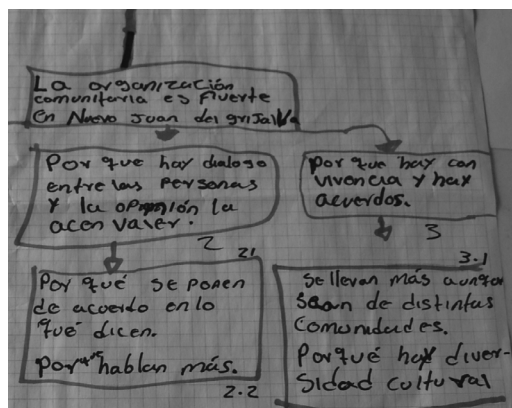 La organización
comunitaria es fuerte
en Nuevo Juan del grijalva
Por que hay dialogo
entre las personas
y la opinión la
acen valer.
2
Por que hay con
vivencia y hay
acuerdos.
3
21
Por qué se ponen
de acuerdo en lo
qué dicen.
Por que hablan más.
2.2
3.1
Se llevan más aunque
sean de distintas
Comunidades.
Porqué hay diver-
sidad cultural